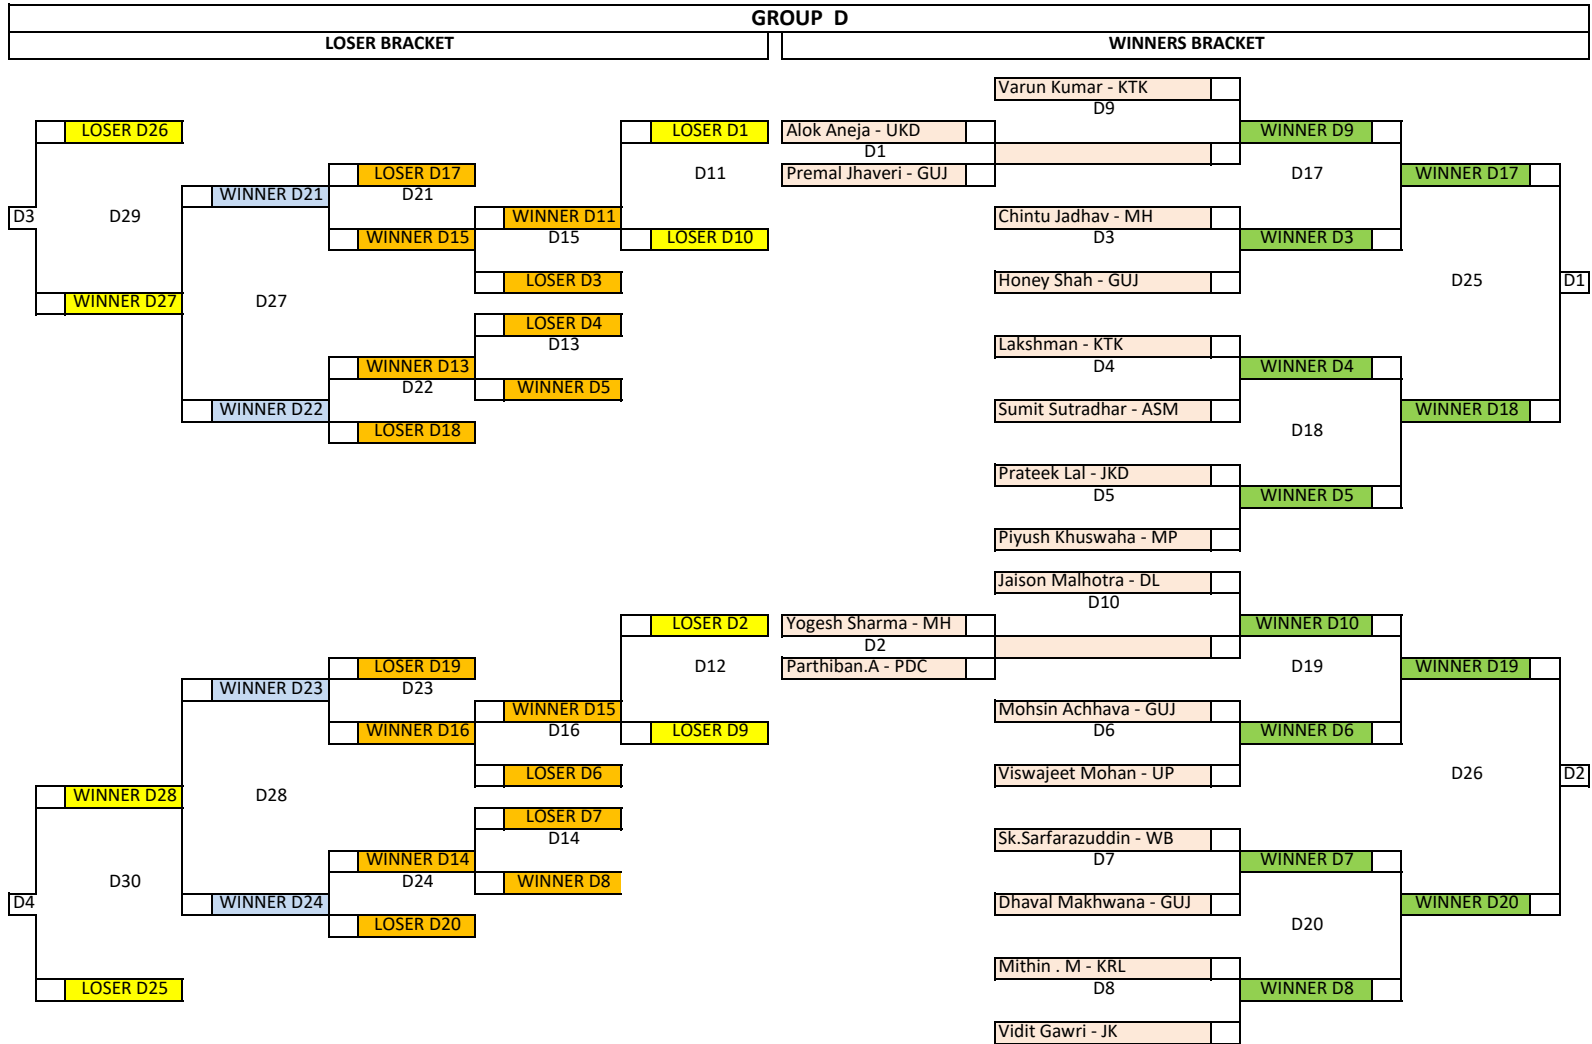 GROUP D
LOSER BRACKET
WINNERS BRACKET
LOSER D26
LOSER D1
LOSER D17
D11
WINNER D21
D21
D3
D29
WINNER D11
WINNER D15
D15
LOSER D10
LOSER D3
WINNER D27
D27
LOSER D4
D13
WINNER D13
D22
WINNER D5
WINNER D22
LOSER D18
LOSER D2
LOSER D19
D12
WINNER D23
D23
WINNER D15
WINNER D16
D16
LOSER D9
LOSER D6
WINNER D28
D28
LOSER D7
D14
WINNER D14
D30
D24
WINNER D8
D4
WINNER D24
LOSER D20
LOSER D25
Varun Kumar - KTK
D9
Alok Aneja - UKD
WINNER D9
D1
Premal Jhaveri - GUJ
D17
WINNER D17
Chintu Jadhav - MH
D3
WINNER D3
Honey Shah - GUJ
D25
D1
Lakshman - KTK
D4
WINNER D4
Sumit Sutradhar - ASM
WINNER D18
D18
Prateek Lal - JKD
D5
WINNER D5
Piyush Khuswaha - MP
Jaison Malhotra - DL
D10
Yogesh Sharma - MH
WINNER D10
D2
Parthiban.A - PDC
D19
WINNER D19
Mohsin Achhava - GUJ
D6
WINNER D6
Viswajeet Mohan - UP
D26
D2
Sk.Sarfarazuddin - WB
D7
WINNER D7
Dhaval Makhwana - GUJ
WINNER D20
D20
Mithin . M - KRL
D8
WINNER D8
Vidit Gawri - JK